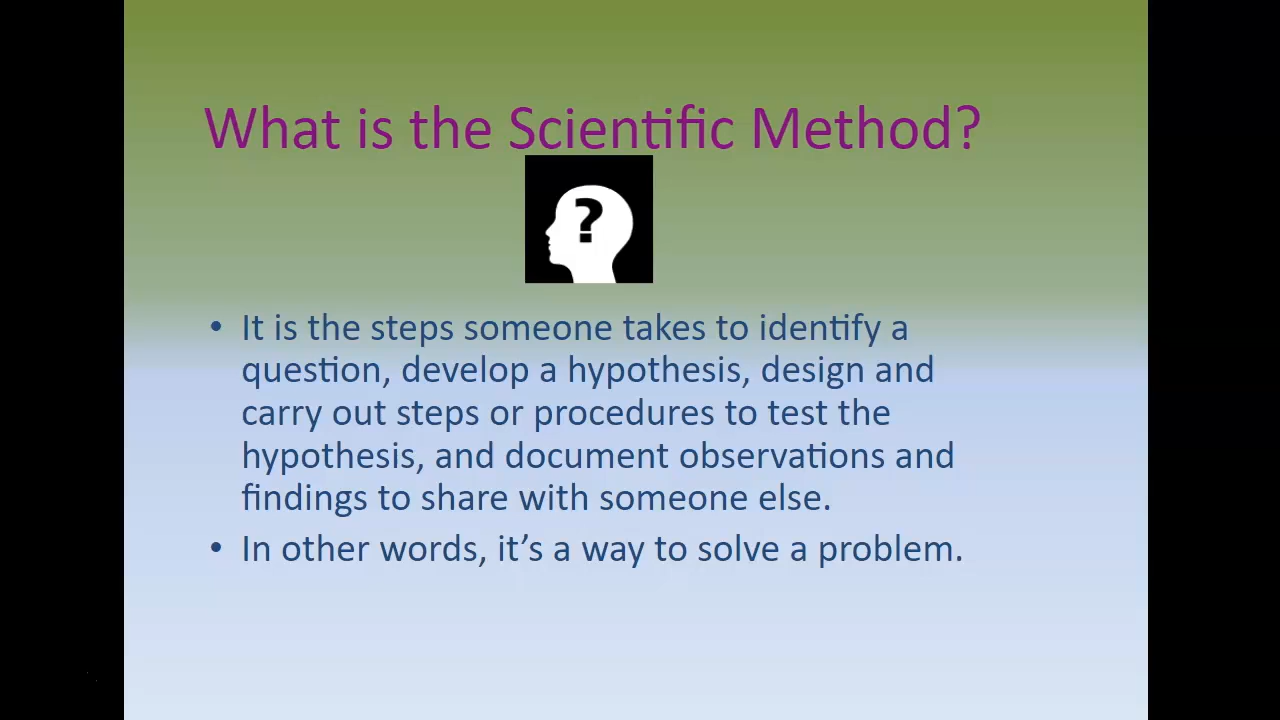 What is the Scientific Method?
?
• It is the steps someone takes to identify a
question, develop a hypothesis, design and
carry out steps or procedures to test the
hypothesis, and document observations and
findings to share with someone else.
• In other words, it’s a way to solve a problem.